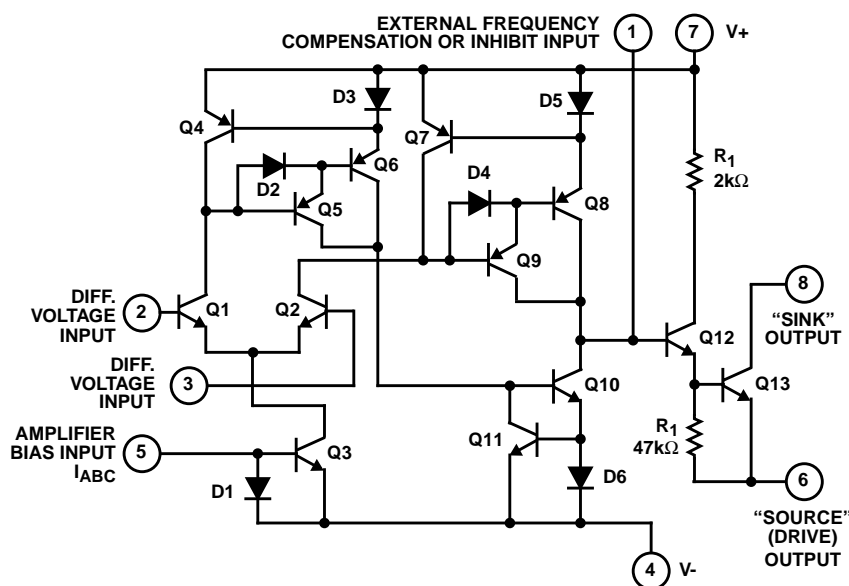 EXTERNAL FREQUENCY
COMPENSATION OR INHIBIT INPUT
1
7
V+
D3
D5
Q4
Q7
Q6
D2
D4
R1
2kΩ
Q5
Q8
Q9
8
DIFF.
VOLTAGE
INPUT
2
Q1
Q2
Q12
“SINK”
OUTPUT
DIFF.
VOLTAGE
INPUT
3
Q10
Q13
AMPLIFIER
BIAS INPUT
IABC
5
Q3
Q11
R1
47kΩ
D1
D6
6
“SOURCE”
(DRIVE)
OUTPUT
4
V-